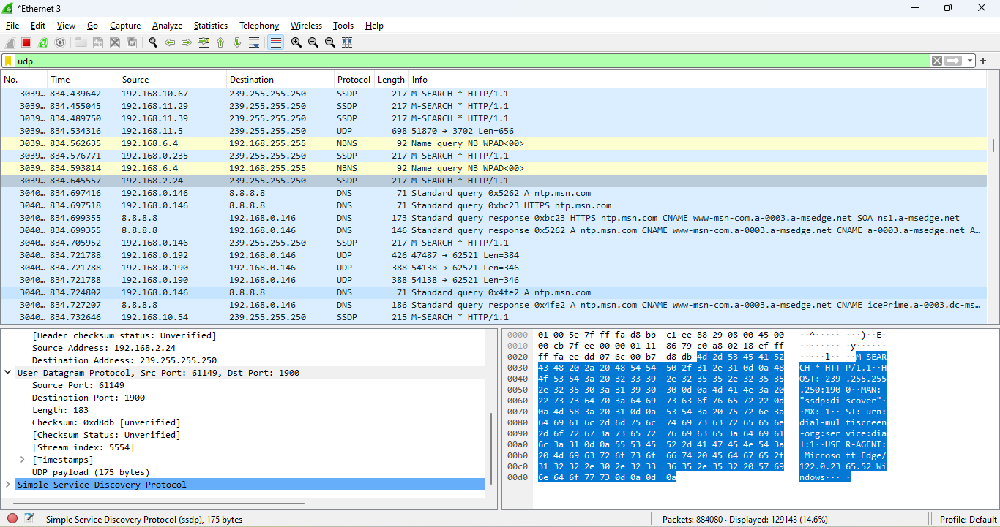 *Ethernet 3
File Edit View Go Capture Analyze Statistics Telephony Wireless Tools Help
udp
No. Time Source Destination Protocol Length Info
3039… 834.439642 192.168.10.67 239.255.255.250 SSDP 217 M-SEARCH * HTTP/1.1
3039… 834.455045 192.168.11.29 239.255.255.250 SSDP 217 M-SEARCH * HTTP/1.1
3039… 834.489750 192.168.11.39 239.255.255.250 SSDP 217 M-SEARCH * HTTP/1.1
3039… 834.534316 192.168.11.5 239.255.255.250 UDP 698 51870 → 3702 Len=656
3039… 834.562635 192.168.6.4 192.168.255.255 NBNS 92 Name query NB WPAD<00>
3039… 834.576771 192.168.0.235 239.255.255.250 SSDP 217 M-SEARCH * HTTP/1.1
3039… 834.593814 192.168.6.4 192.168.255.255 NBNS 92 Name query NB WPAD<00>
3039… 834.645557 192.168.2.24 239.255.255.250 SSDP 217 M-SEARCH * HTTP/1.1
3040… 834.697416 192.168.0.146 8.8.8.8 DNS 71 Standard query 0x5262 A ntp.msn.com
3040… 834.697518 192.168.0.146 8.8.8.8 DNS 71 Standard query 0xbc23 HTTPS ntp.msn.com
3040… 834.699355 8.8.8.8 192.168.0.146 DNS 173 Standard query response 0xbc23 HTTPS ntp.msn.com CNAME www-msn-com.a-0003.a-msedge.net SOA ns1.a-msedge.net
3040… 834.699355 8.8.8.8 192.168.0.146 DNS 146 Standard query response 0x5262 A ntp.msn.com CNAME www-msn-com.a-0003.a-msedge.net CNAME a-0003.a-msedge.net A…
3040… 834.705952 192.168.0.146 239.255.255.250 SSDP 217 M-SEARCH * HTTP/1.1
3040… 834.721788 192.168.0.192 192.168.0.146 UDP 426 47487 → 62521 Len=384
3040… 834.721788 192.168.0.190 192.168.0.146 UDP 388 54138 → 62521 Len=346
3040… 834.721788 192.168.0.190 192.168.0.146 UDP 388 54138 → 62521 Len=346
3040… 834.724802 192.168.0.146 8.8.8.8 DNS 71 Standard query 0x4fe2 A ntp.msn.com
3040… 834.727207 8.8.8.8 192.168.0.146 DNS 186 Standard query response 0x4fe2 A ntp.msn.com CNAME www-msn-com.a-0003.a-msedge.net CNAME icePrime.a-0003.dc-ms…
3040… 834.732646 192.168.10.54 239.255.255.250 SSDP 215 M-SEARCH * HTTP/1.1
[Header checksum status: Unverified]
Source Address: 192.168.2.24
Destination Address: 239.255.255.250
User Datagram Protocol, Src Port: 61149, Dst Port: 1900
Source Port: 61149
Destination Port: 1900
Length: 183
Checksum: 0xd8db [unverified]
[Checksum Status: Unverified]
[Stream index: 5554]
[Timestamps]
UDP payload (175 bytes)
Simple Service Discovery Protocol
0000 01 00 5e 7f ff fa d8 bb c1 ee 88 29 08 00 45 00 ··^····· ···)··E·
0010 00 cb 7f ee 00 00 01 11 86 79 c0 a8 02 18 ef ff ········ ·y······
0020 ff fa ee dd 07 6c 00 b7 d8 db 4d 2d 53 45 41 52 ·····l·· ··M-SEAR
0030 43 48 20 2a 20 48 54 54 50 2f 31 2e 31 0d 0a 48 CH * HTT P/1.1··H
0040 4f 53 54 3a 20 32 33 39 2e 32 35 35 2e 32 35 35 OST: 239 .255.255
0050 2e 32 35 30 3a 31 39 30 30 0d 0a 4d 41 4e 3a 20 .250:190 0··MAN:
0060 22 73 73 64 70 3a 64 69 73 63 6f 76 65 72 22 0d "ssdp:di scover"·
0070 0a 4d 58 3a 20 31 0d 0a 53 54 3a 20 75 72 6e 3a ·MX: 1·· ST: urn:
0080 64 69 61 6c 2d 6d 75 6c 74 69 73 63 72 65 65 6e dial-mul tiscreen
0090 2d 6f 72 67 3a 73 65 72 76 69 63 65 3a 64 69 61 -org:ser vice:dia
00a0 6c 3a 31 0d 0a 55 53 45 52 2d 41 47 45 4e 54 3a l:1··USE R-AGENT:
00b0 20 4d 69 63 72 6f 73 6f 66 74 20 45 64 67 65 2f Microso ft Edge/
00c0 31 32 32 2e 30 2e 32 33 36 35 2e 35 32 20 57 69 122.0.23 65.52 Wi
00d0 6e 64 6f 77 73 0d 0a 0d 0a ndows··· ·
Simple Service Discovery Protocol (ssdp), 175 bytes
Packets: 884080 · Displayed: 129143 (14.6%)
Profile: Default